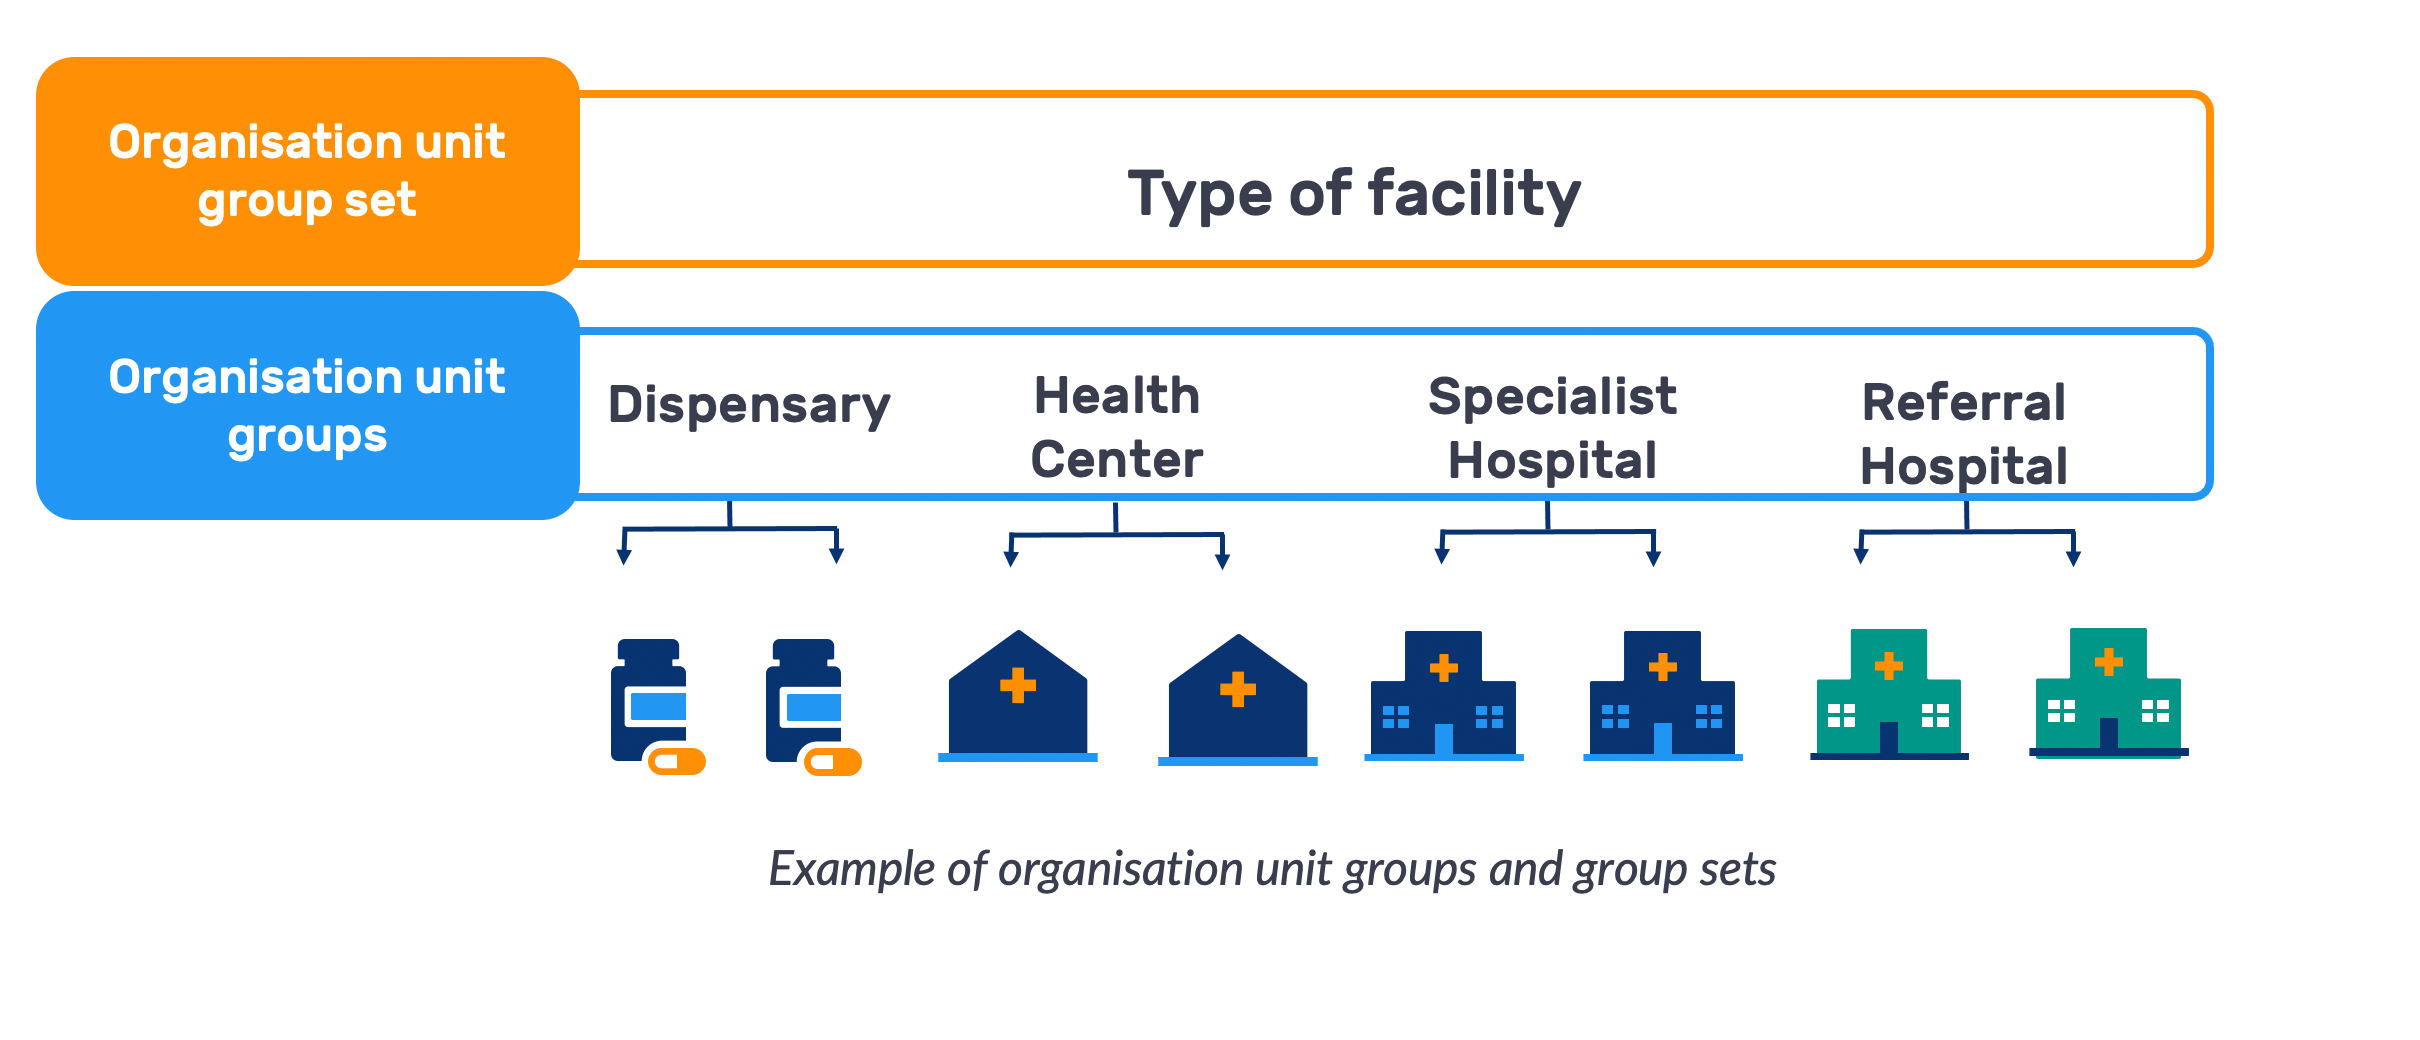 Organisation unit
group set
Type of facility
Organisation unit
groups
Dispensary
Health
Center
Specialist
Hospital
Referral
Hospital
Example of organisation unit groups and group sets